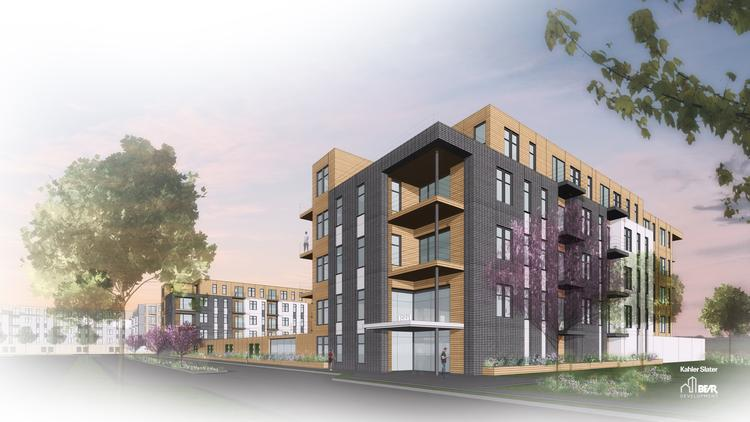 Kahler Slater
BEAR
DEVELOPMENT